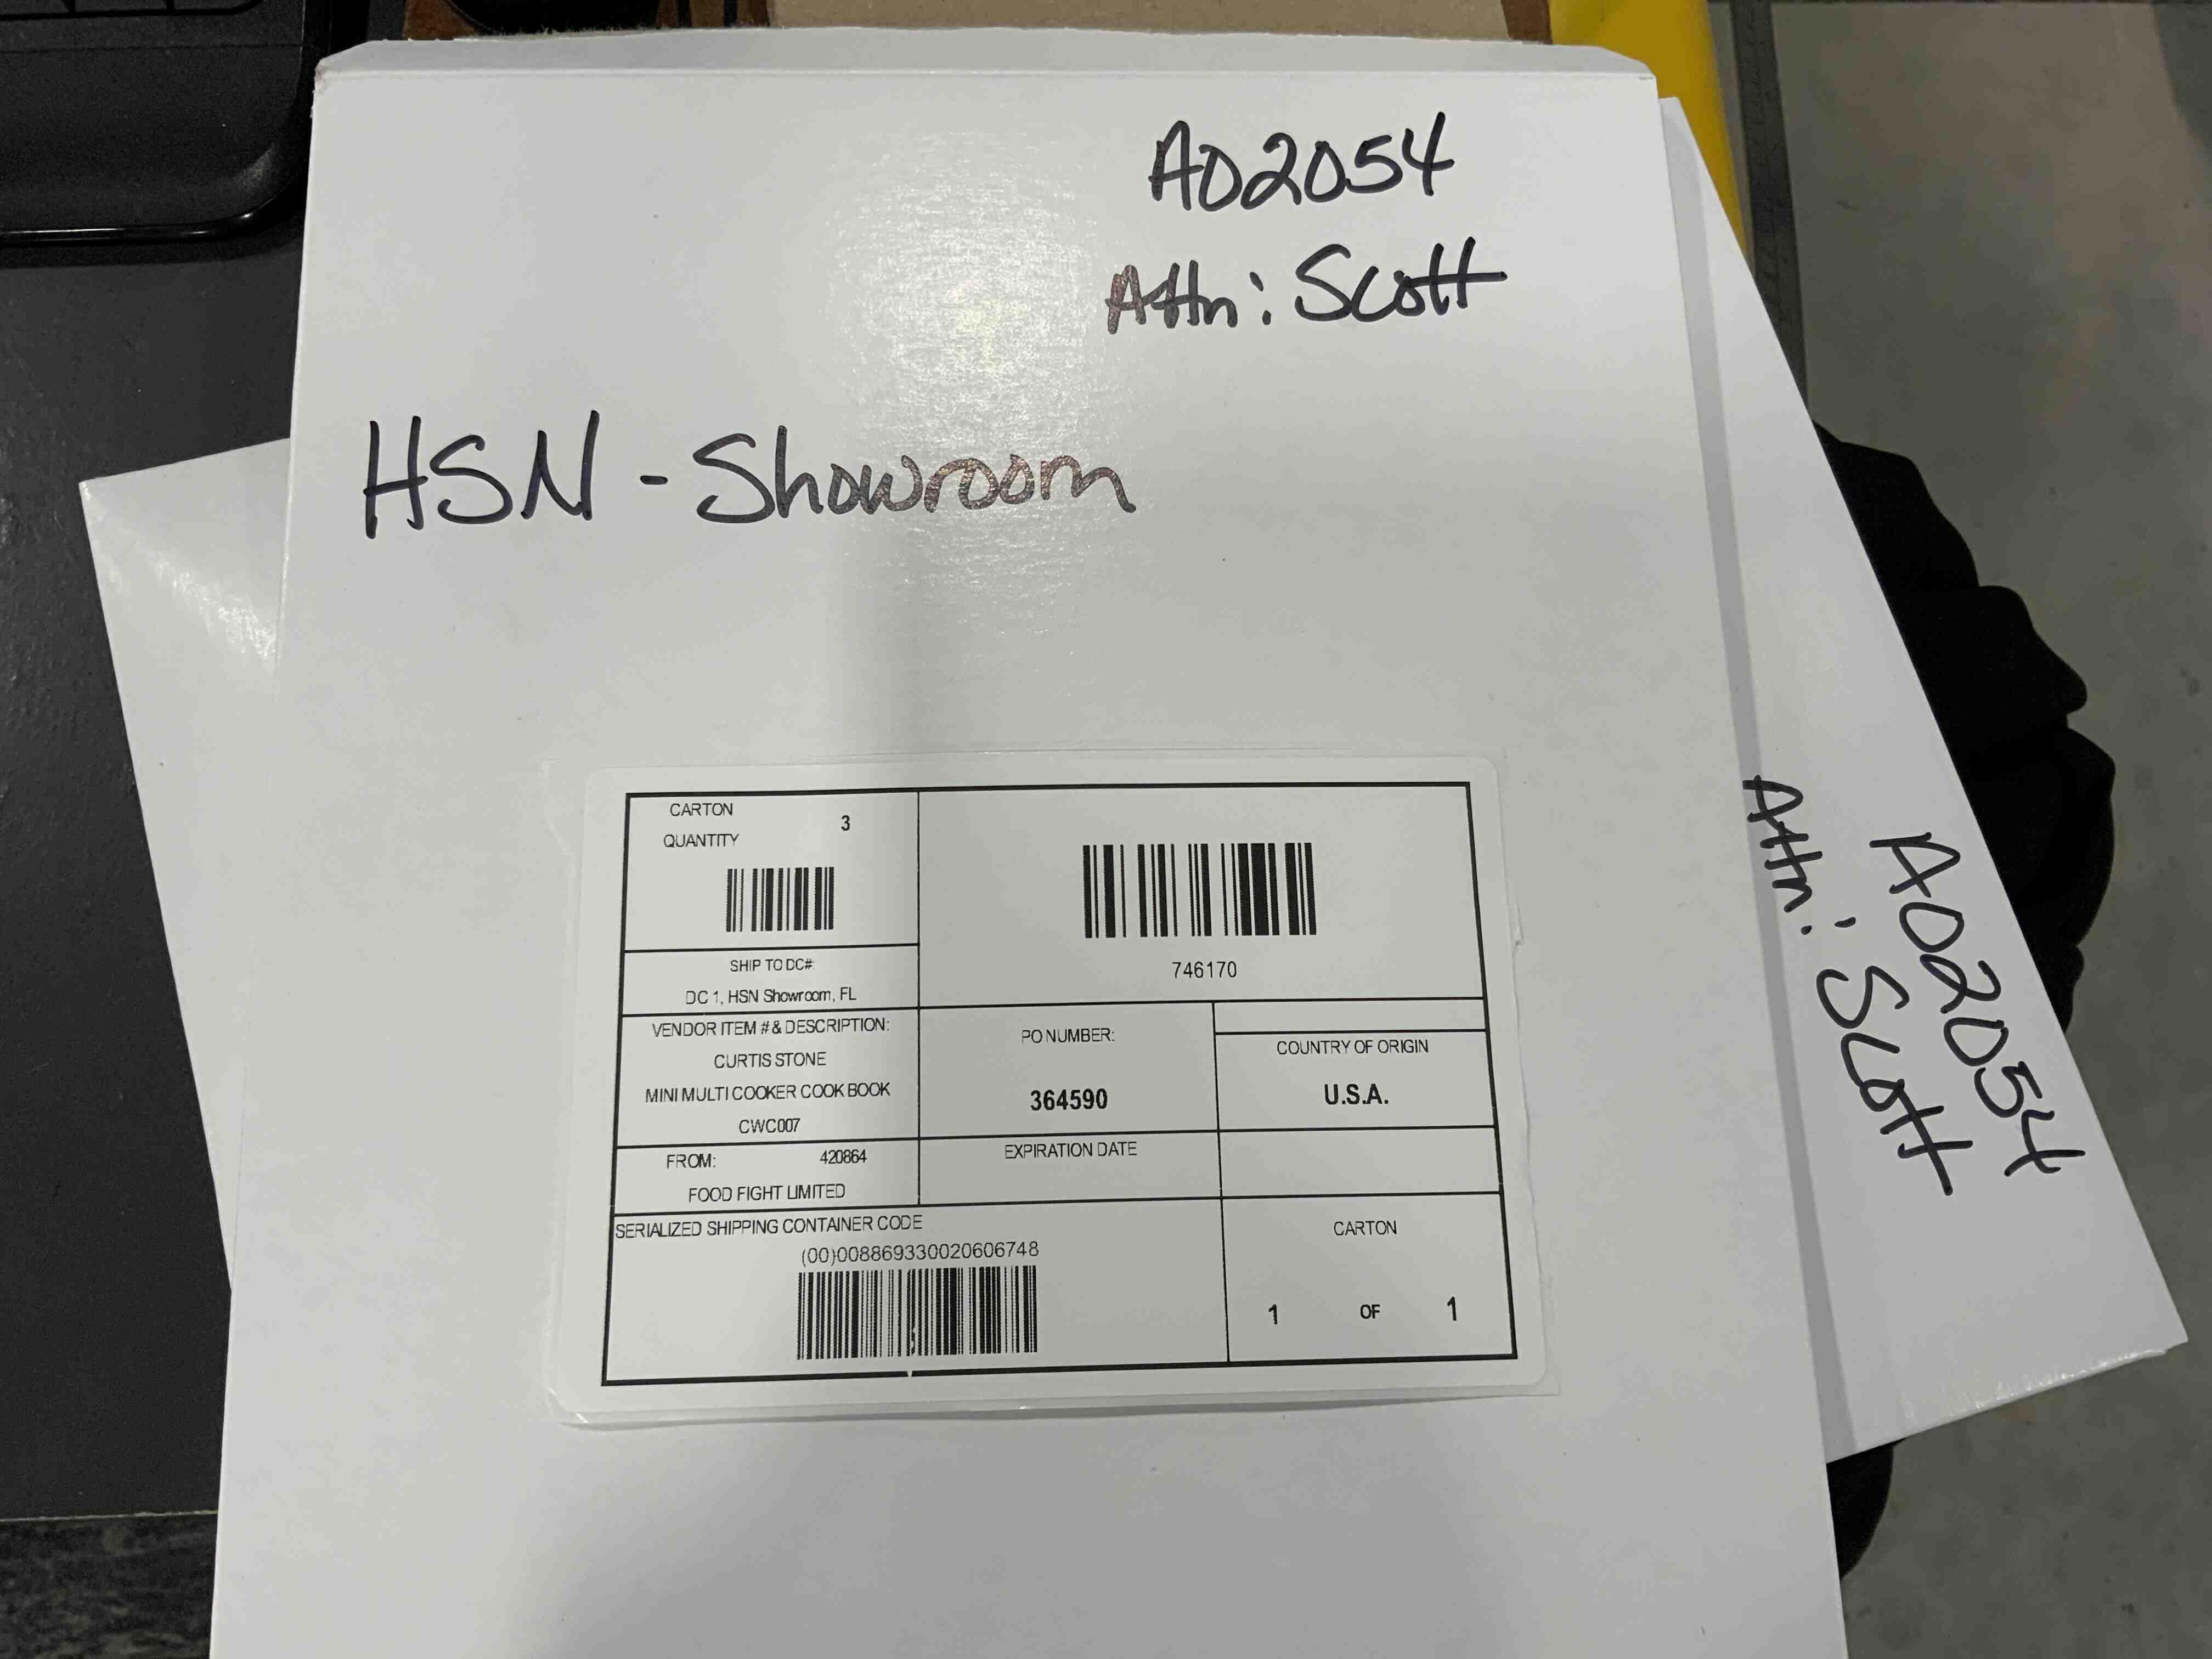 A02054
Attn: Scott
HSN - Showroom
CARTON
QUANTITY
3
746170
SHIP TO DC#:
DC 1, HSN Showroom, FL
VENDOR ITEM # & DESCRIPTION:
CURTIS STONE
MINI MULTI COOKER COOK BOOK
CWC007
PO NUMBER:
364590
COUNTRY OF ORIGIN
U.S.A.
FROM: 420864
FOOD FIGHT LIMITED
EXPIRATION DATE
SERIALIZED SHIPPING CONTAINER CODE
(00)008869330020606748
CARTON
1 OF 1
A02054
Attn: Scott